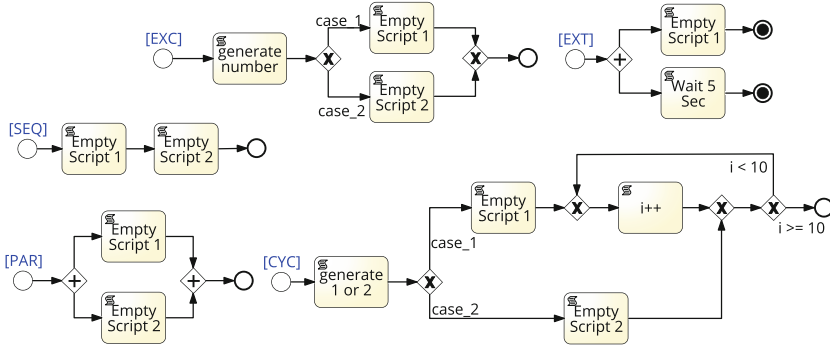 [EXC]
generate
number
case_1
Empty
Script 1
case_2
Empty
Script 2
[EXT]
Empty
Script 1
Wait 5
Sec
[SEQ]
Empty
Script 1
Empty
Script 2
[PAR]
Empty
Script 1
Empty
Script 2
[CYC]
generate
1 or 2
case_1
Empty
Script 1
i++
i < 10
i >= 10
case_2
Empty
Script 2